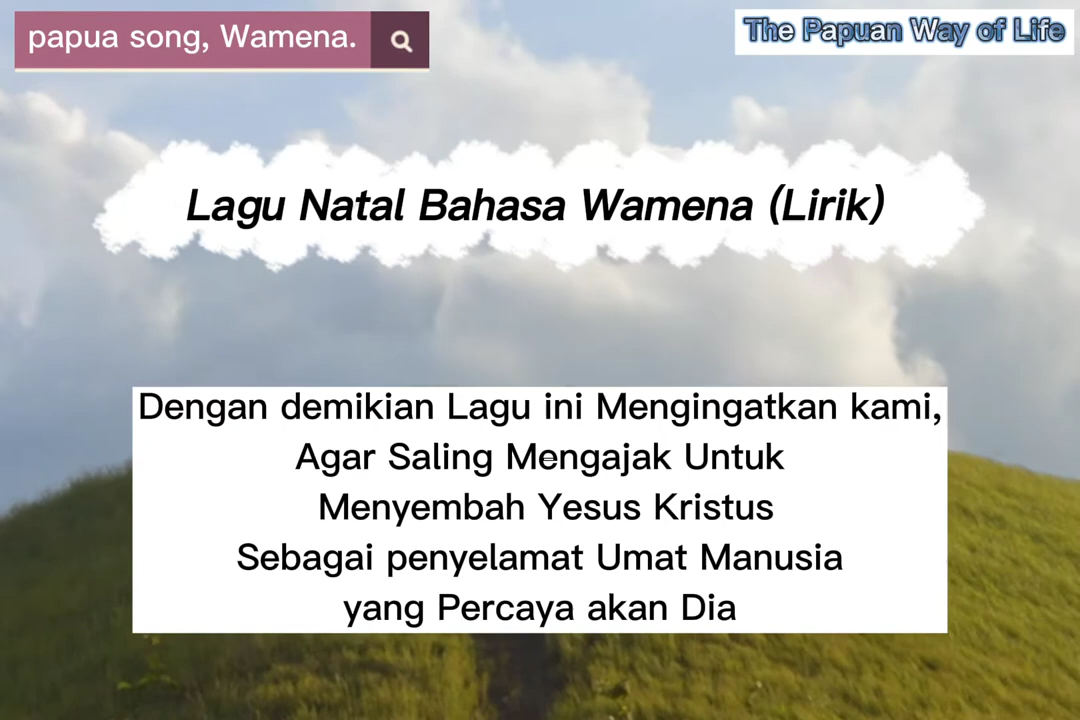 papua song, Wamena.
The Papuan Way of Life
Lagu Natal Bahasa Wamena (Lirik)
Dengan demikian Lagu ini Mengingatkan kami,
Agar Saling Mengajak Untuk
Menyembah Yesus Kristus
Sebagai penyelamat Umat Manusia
yang Percaya akan Dia